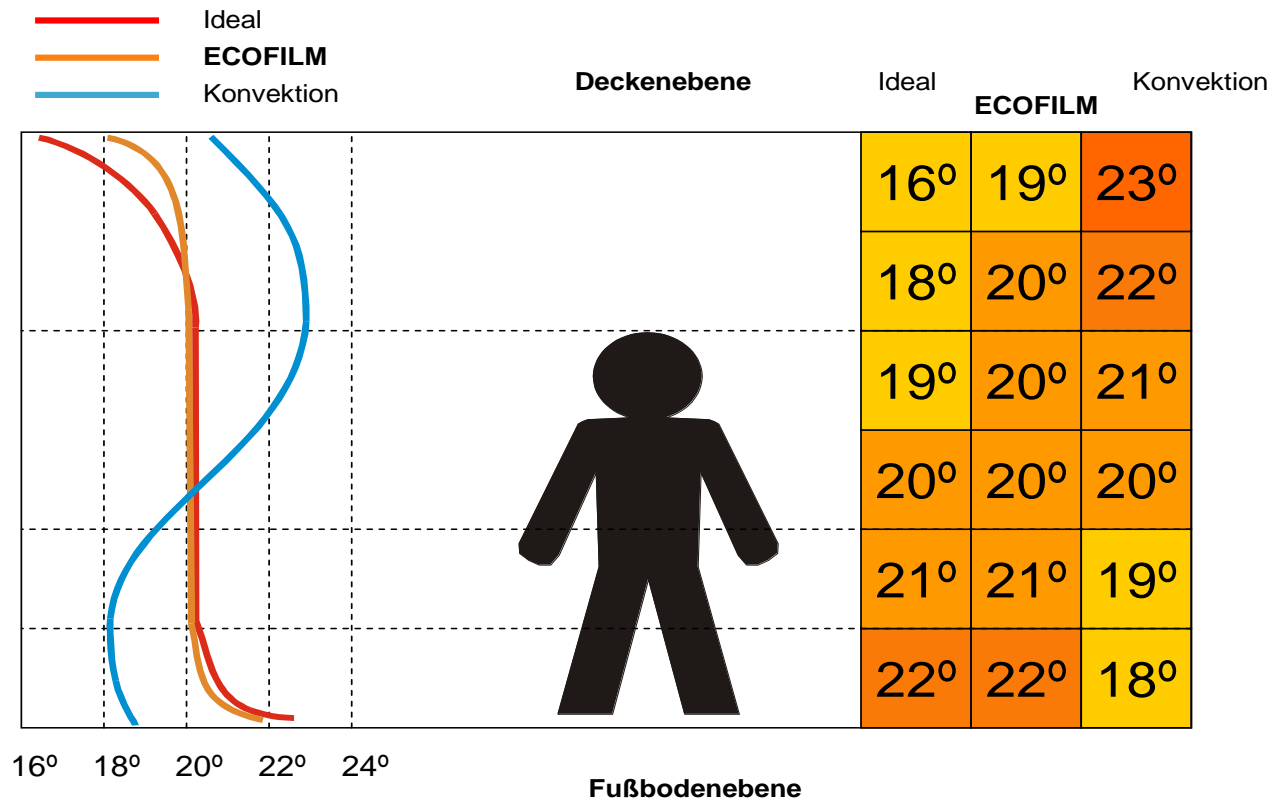 Ideal
ECOFILM
Konvektion
Deckenebene
Ideal
ECOFILM
Konvektion
16º 19º 23º
18º 20º 22º
19º 20º 21º
20º 20º 20º
21º 21º 19º
22º 22º 18º
16º 18º 20º 22º 24º
Fußbodenebene